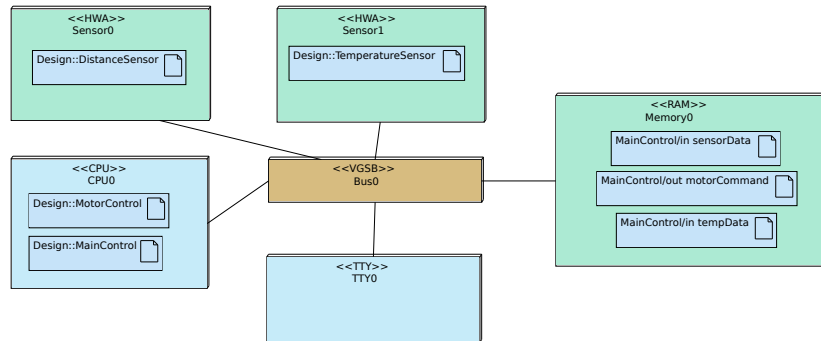 <<HWA>>
Sensor0
Design::DistanceSensor
<<HWA>>
Sensor1
Design::TemperatureSensor
<<RAM>>
Memory0
MainControl/in sensorData
MainControl/out motorCommand
MainControl/in tempData
<<CPU>>
CPU0
Design::MotorControl
Design::MainControl
<<VGSB>>
Bus0
<<TTY>>
TTY0